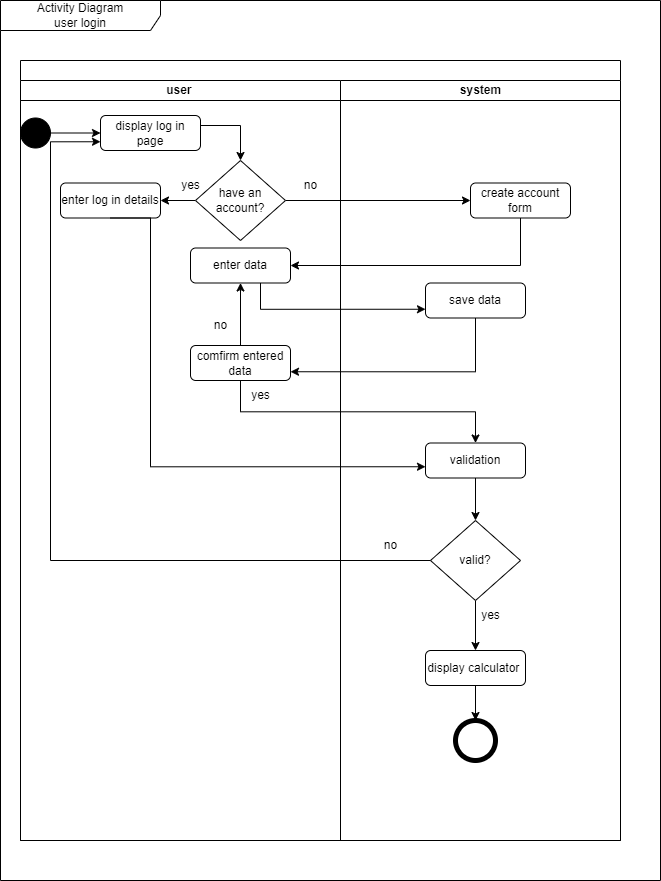 Activity Diagram
user login
user
system
display log in
page
yes
have an
account?
no
enter log in details
create account
form
enter data
save data
no
comfirm entered
data
yes
validation
no
valid?
yes
display calculator